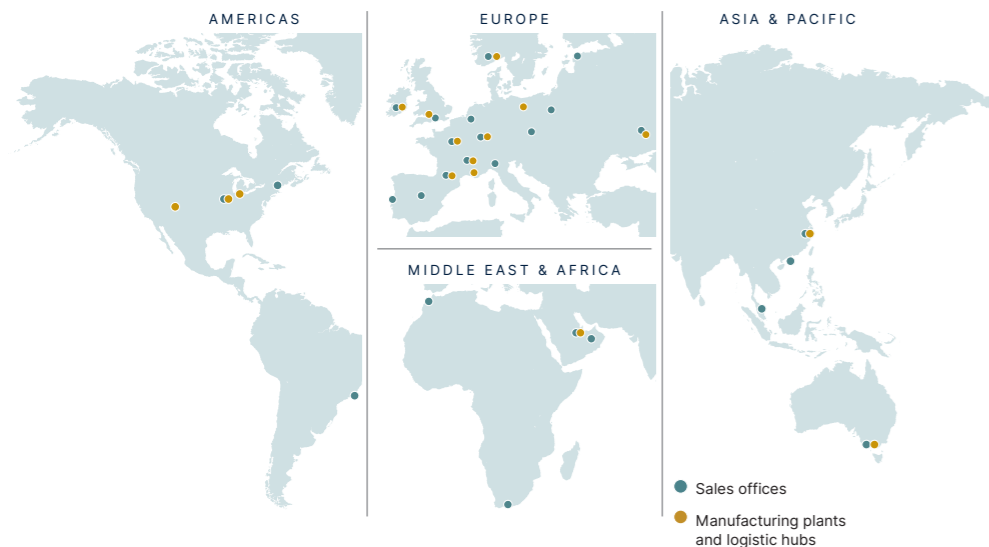 AMERICAS
EUROPE
ASIA & PACIFIC
MIDDLE EAST & AFRICA
Sales offices
Manufacturing plants
and logistic hubs